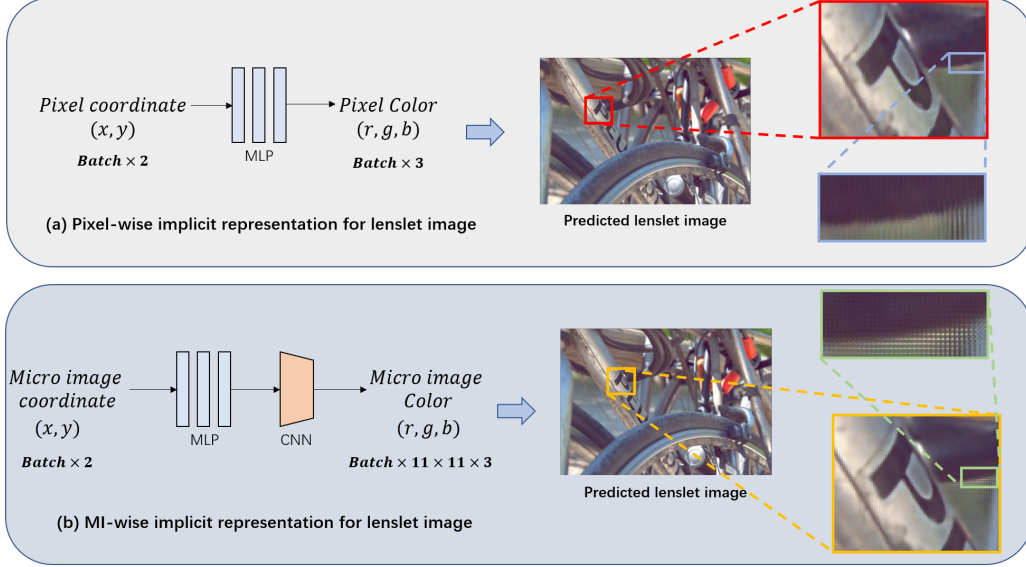 Pixel coordinate
(x, y)
Batch × 2
MLP
Pixel Color
(r, g, b)
Batch × 3
Predicted lenslet image
(a) Pixel-wise implicit representation for lenslet image
Micro image
coordinate
(x, y)
Batch × 2
MLP
CNN
Micro image
Color
(r, g, b)
Batch × 11 × 11 × 3
Predicted lenslet image
(b) MI-wise implicit representation for lenslet image